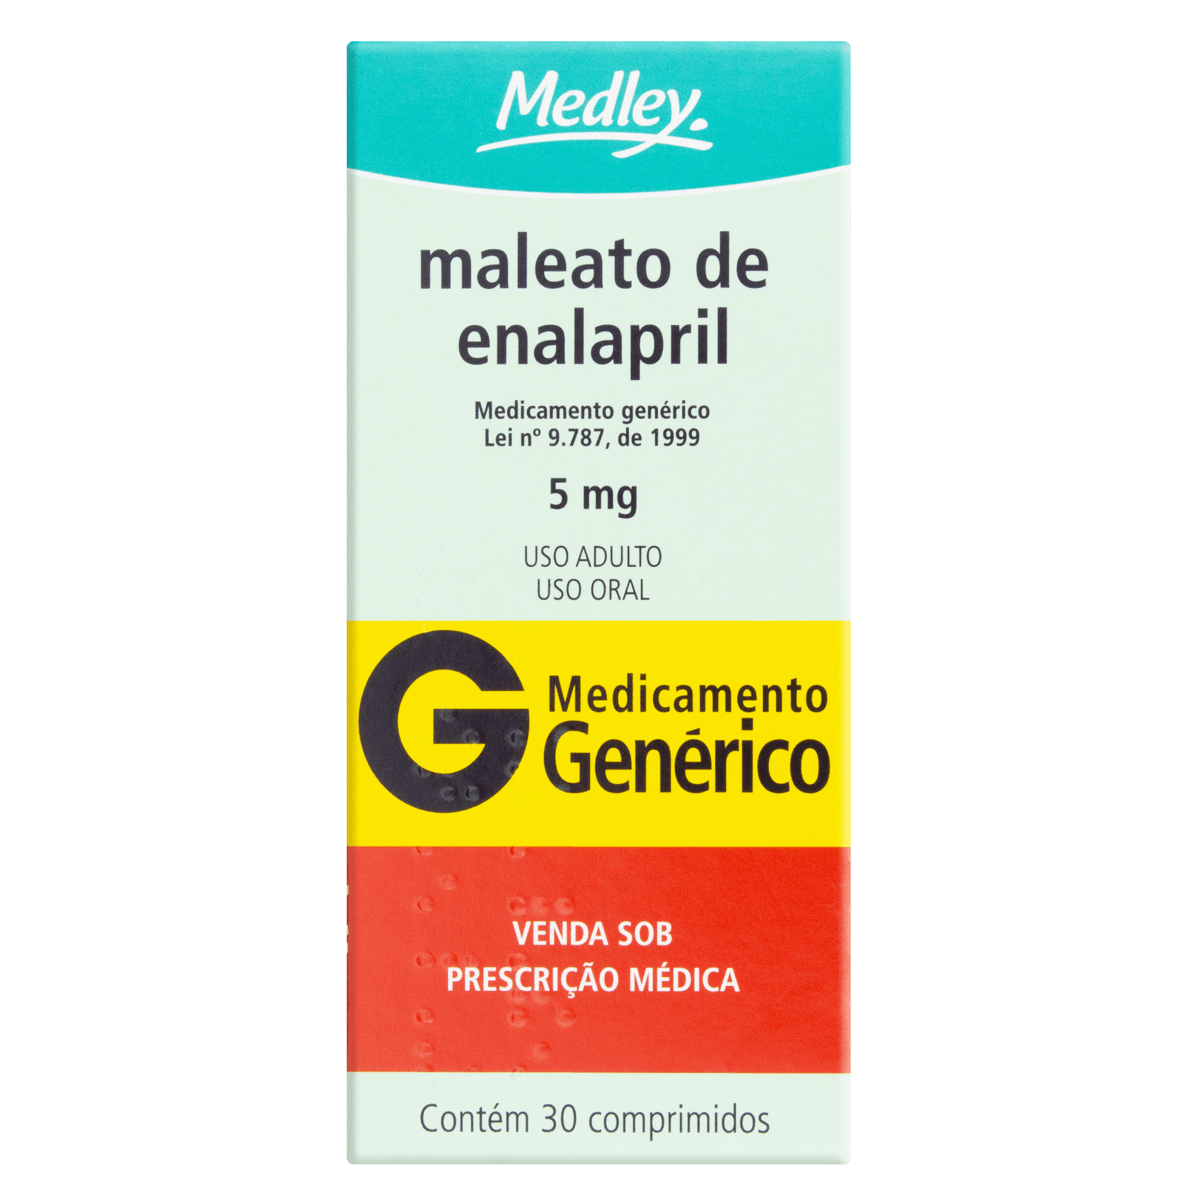 Medley.
maleato de
enalapril
Medicamento genérico
Lei nº 9.787, de 1999
5 mg
USO ADULTO
USO ORAL
G
Medicamento
Genérico
VENDA SOB
PRESCRIÇÃO MÉDICA
Contém 30 comprimidos